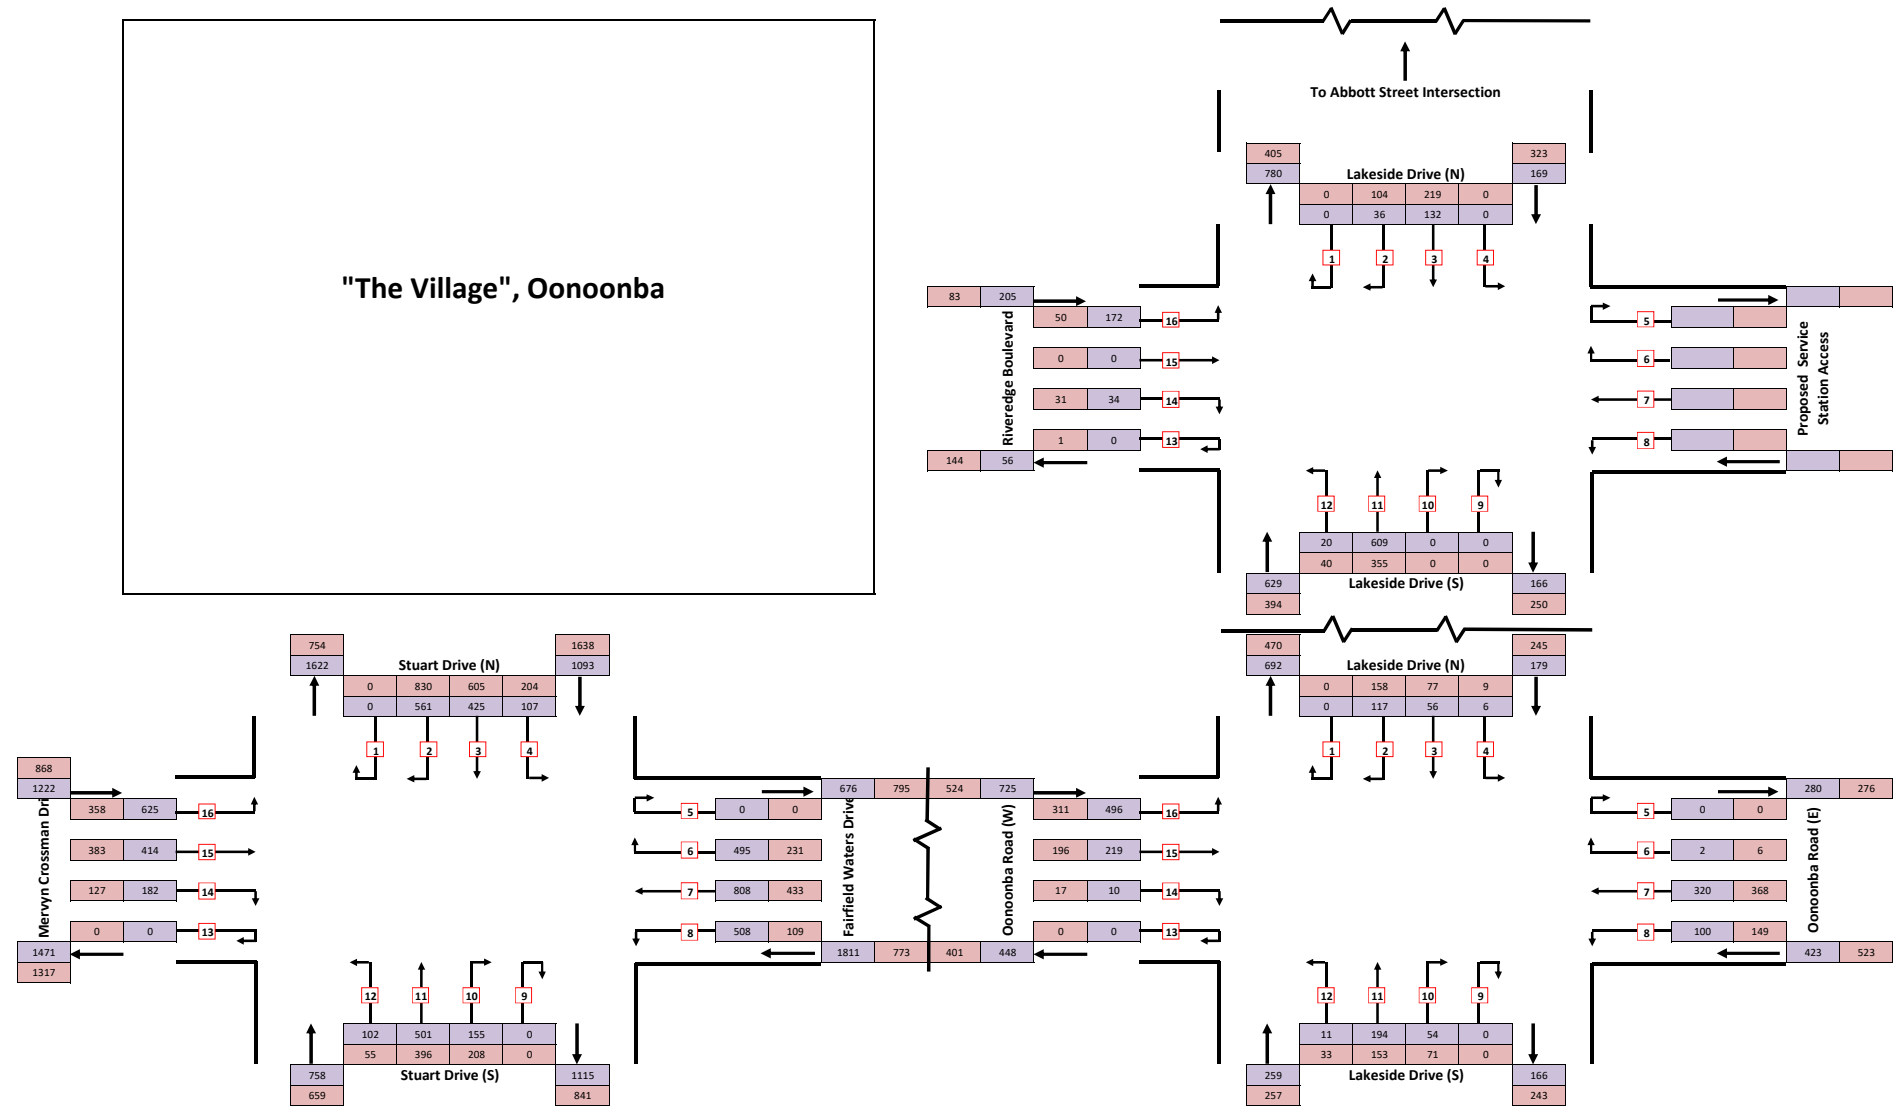 To Abbott Street Intersection
405 323
780 Lakeside Drive (N) 169
0 104 219 0
0 36 132 0
1 2 3 4
"The Village", Oonoonba
83 205
Riveredge Boulevard
50 172 16
0 0 15
31 34 14
1 0 13
144 56
5
6
7
8
Proposed Service
Station Access
12 11 10 9
20 609 0 0
40 355 0 0
629 Lakeside Drive (S) 166
394 250
754 1638
1622 Stuart Drive (N) 1093
0 830 605 204
0 561 425 107
1 2 3 4
868
1222
Mervyn Crossman Dri
358 625 16
383 414 15
127 182 14
0 0 13
1471
1317
5 0 0
6 495 231
7 808 433
8 508 109
Fairfield Waters Drive
676 795 524 725
1811 773 401 448
12 11 10 9
102 501 155 0
55 396 208 0
758 Stuart Drive (S) 1115
659 841
470 245
692 Lakeside Drive (N) 179
0 158 77 9
0 117 56 6
1 2 3 4
Oonoonba Road (W)
311 496 16
196 219 15
17 10 14
0 0 13
280 276
5 0 0
6 2 6
7 320 368
8 100 149
Oonoonba Road (E)
423 523
12 11 10 9
11 194 54 0
33 153 71 0
259 Lakeside Drive (S) 166
257 243